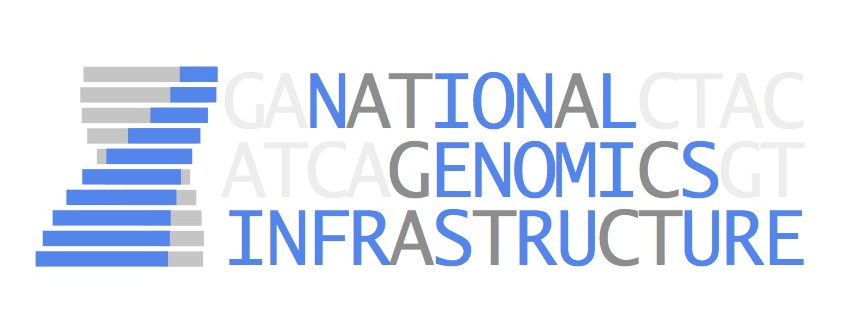 GANATIONALCTAC
ATCAGENOMICSGT
INFRASTRUCTURE